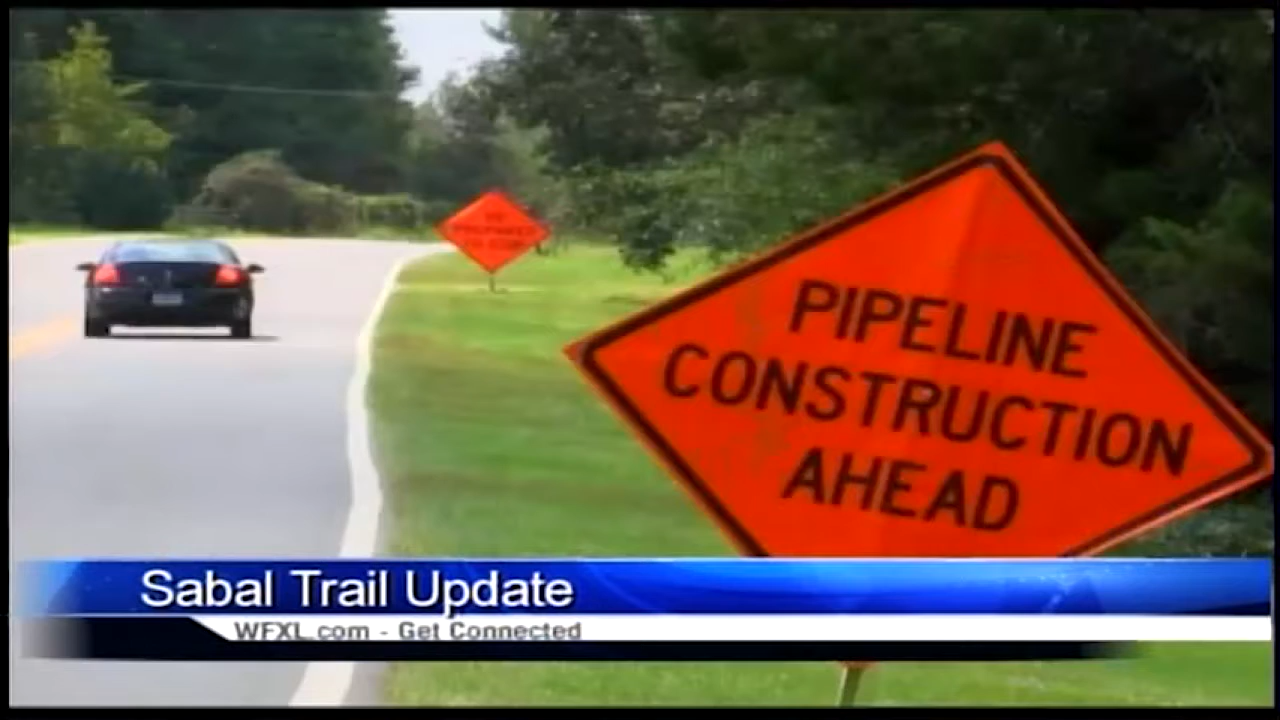 PIPELINE
CONSTRUCTION
AHEAD
Sabal Trail Update
WFXL.com - Get Connected